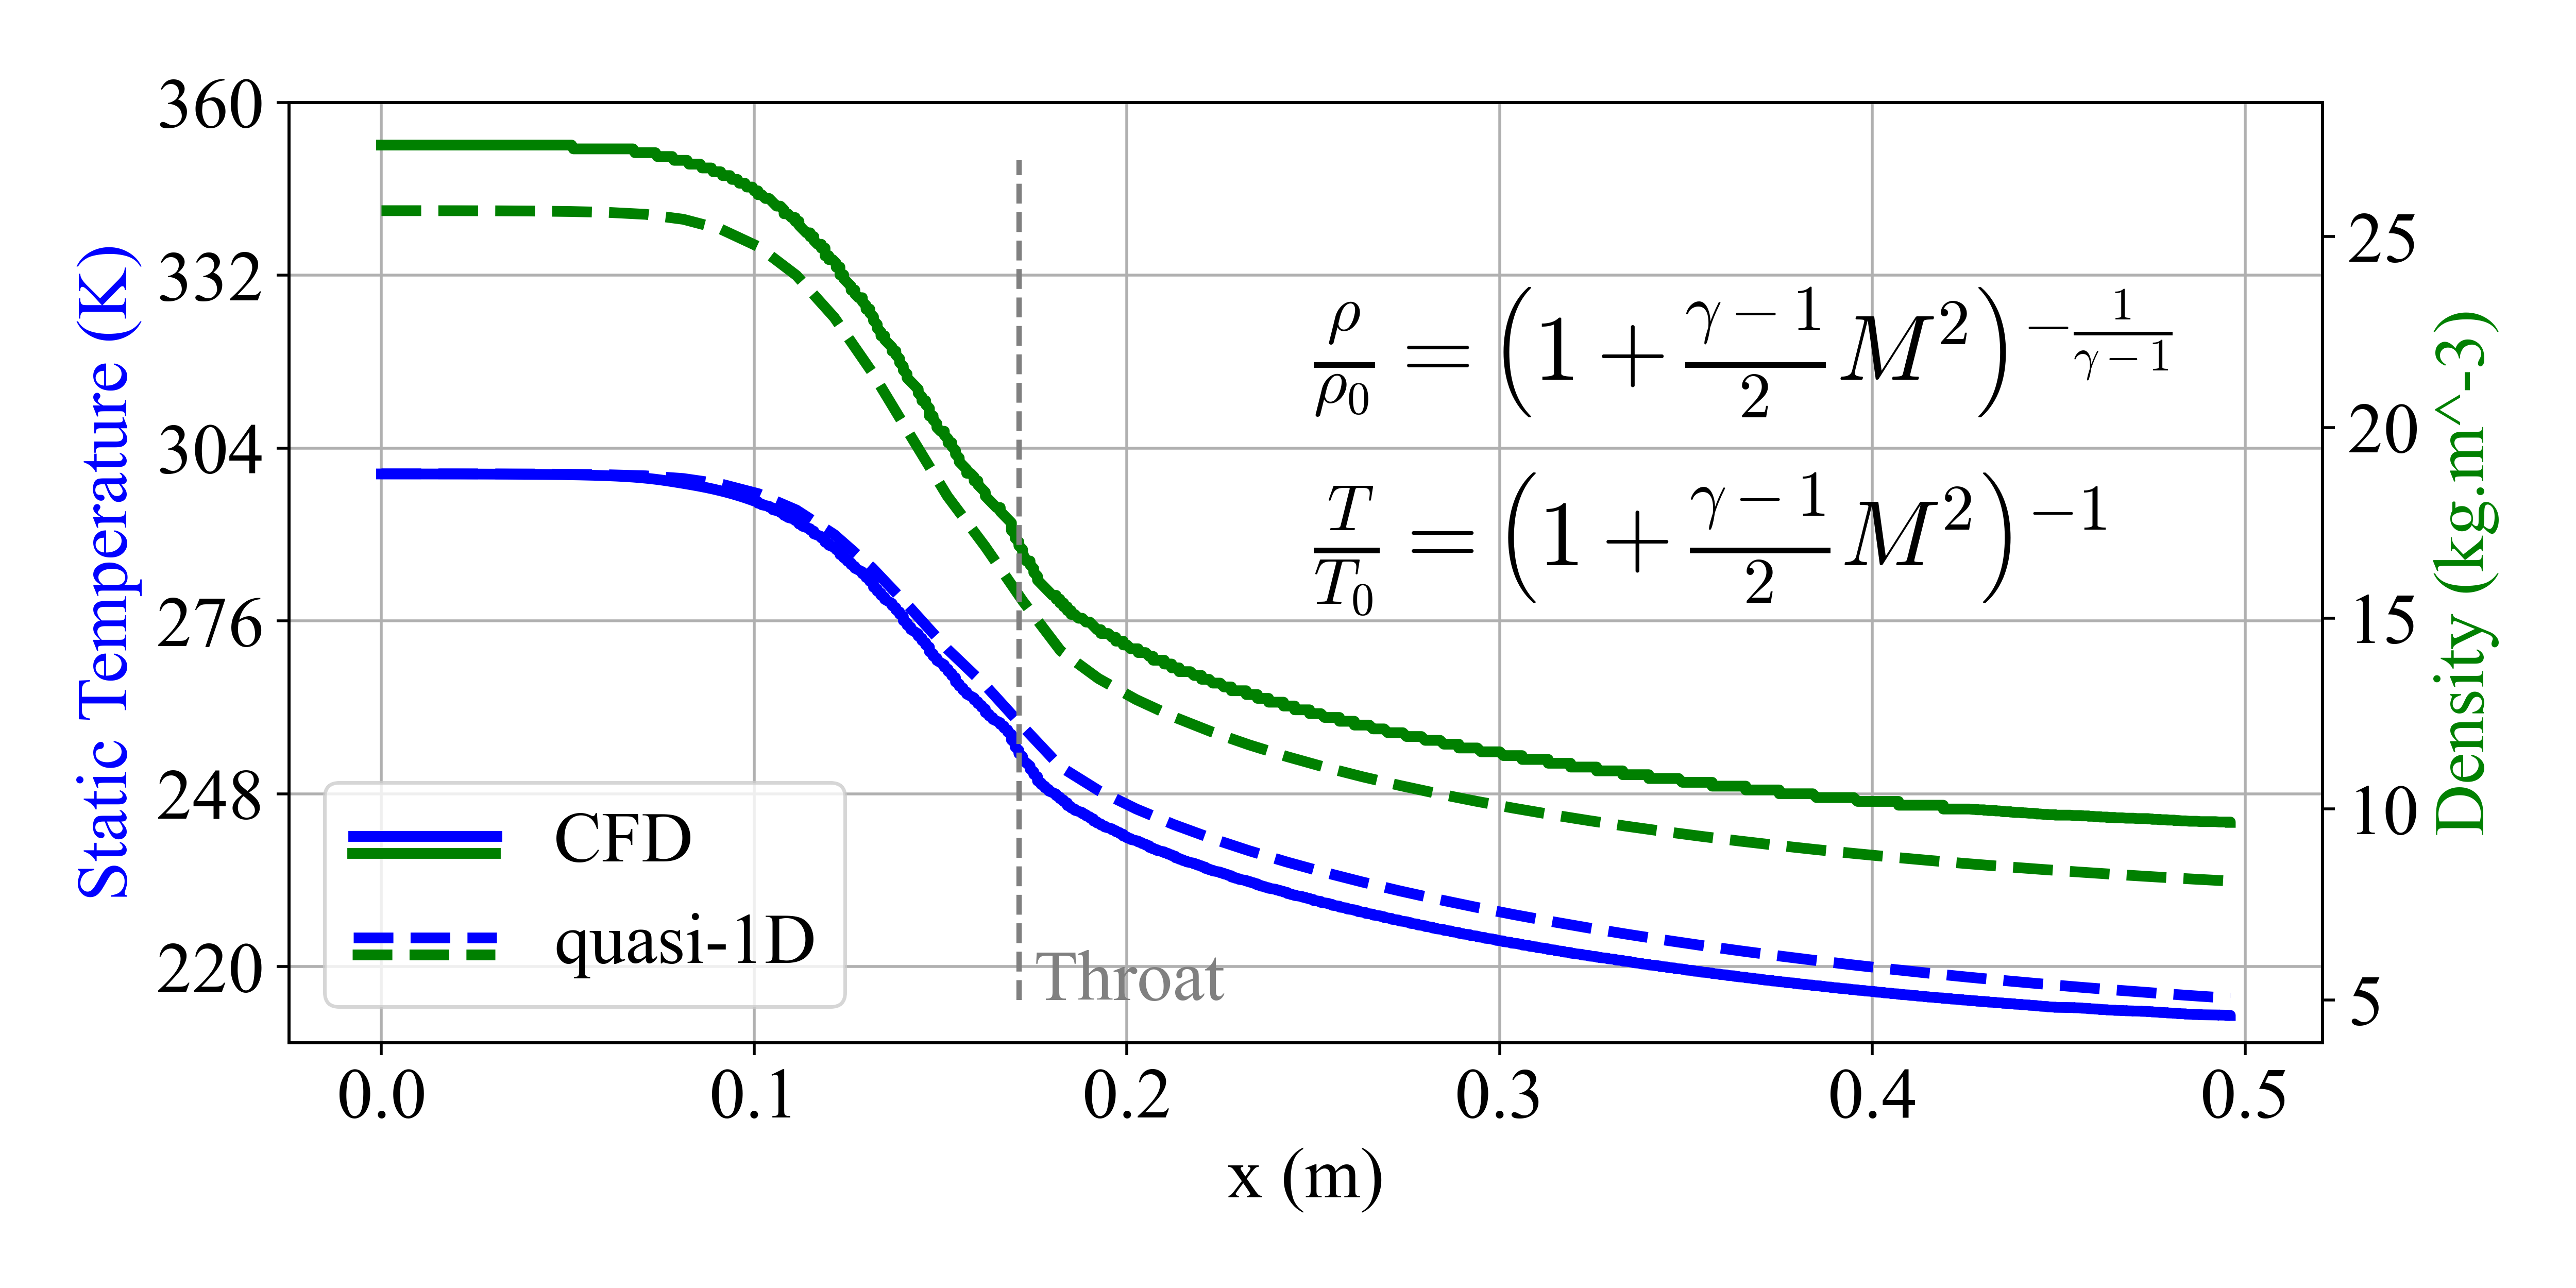 360
332
304
276
248
220
Static Temperature (K)
ρ/ρ₀ = (1 + (γ − 1)/2 M²)^(−1/(γ − 1))
T/T₀ = (1 + (γ − 1)/2 M²)^(−1)
CFD
quasi-1D
Throat
25
20
15
10
5
Density (kg.m^-3)
0.0 0.1 0.2 0.3 0.4 0.5
x (m)